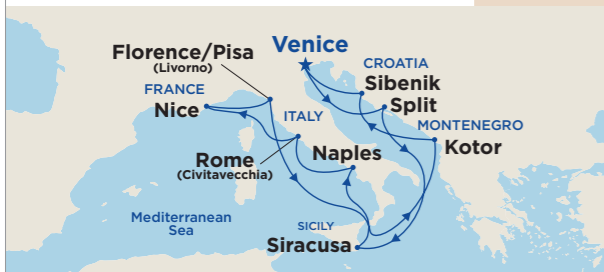 Venice
Florence/Pisa
(Livorno)
CROATIA
Sibenik
FRANCE
Nice
Split
ITALY
MONTENEGRO
Kotor
Rome
(Civitavecchia)
Naples
Mediterranean
Sea
SICILY
Siracusa